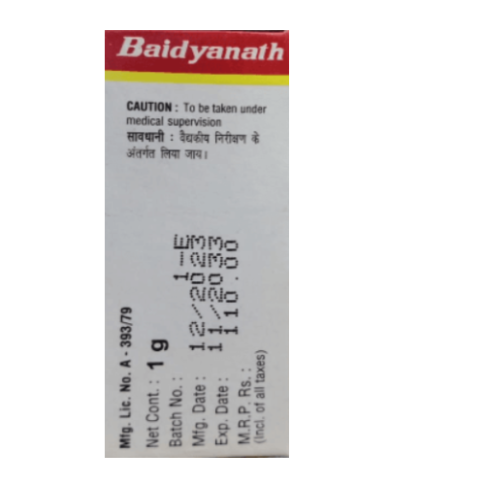 Baidyanath
CAUTION : To be taken under
medical supervision
सावधानी : वैद्यकीय निरीक्षण के
अंतर्गत लिया जाय।
Mfg. Lic. No. A - 393/79
Net Cont. : 1 g
Batch No. : 1-E
Mfg. Date : 12/2023
Exp. Date : 11/2033
M.R.P. Rs. : 110.00
(Incl. of all taxes)